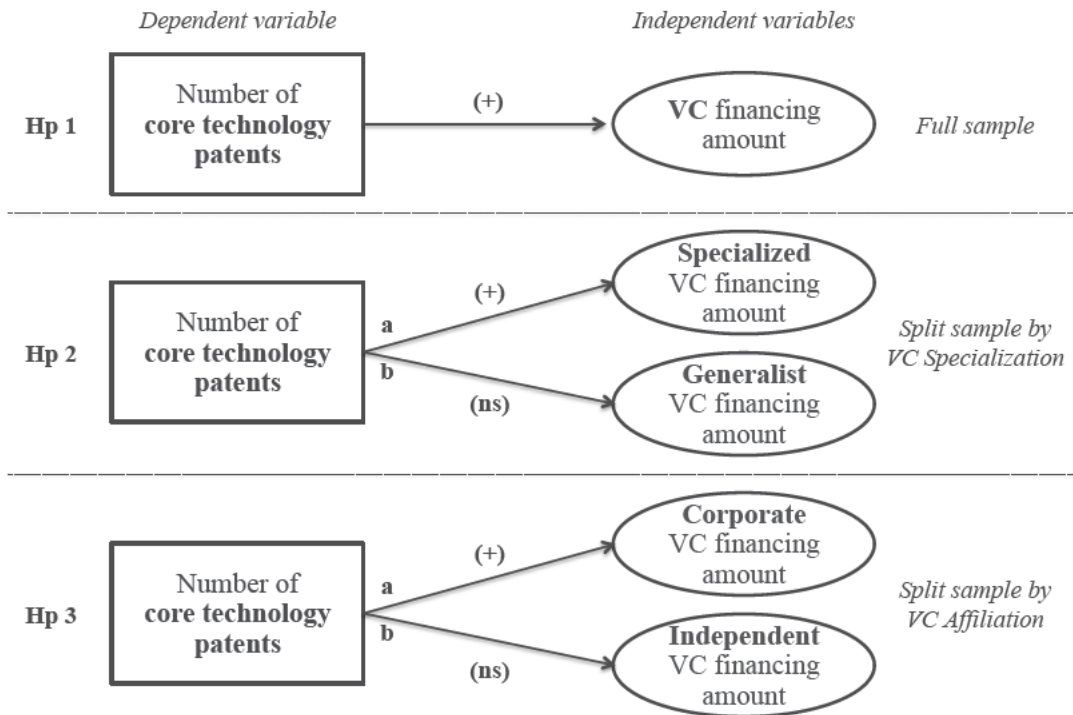 Dependent variable
Independent variables
Hp 1
Number of
core technology
patents
(+)
VC financing
amount
Full sample
Hp 2
Number of
core technology
patents
a
b
(+)
(ns)
Specialized
VC financing
amount
Generalist
VC financing
amount
Split sample by
VC Specialization
Hp 3
Number of
core technology
patents
a
b
(+)
(ns)
Corporate
VC financing
amount
Independent
VC financing
amount
Split sample by
VC Affiliation